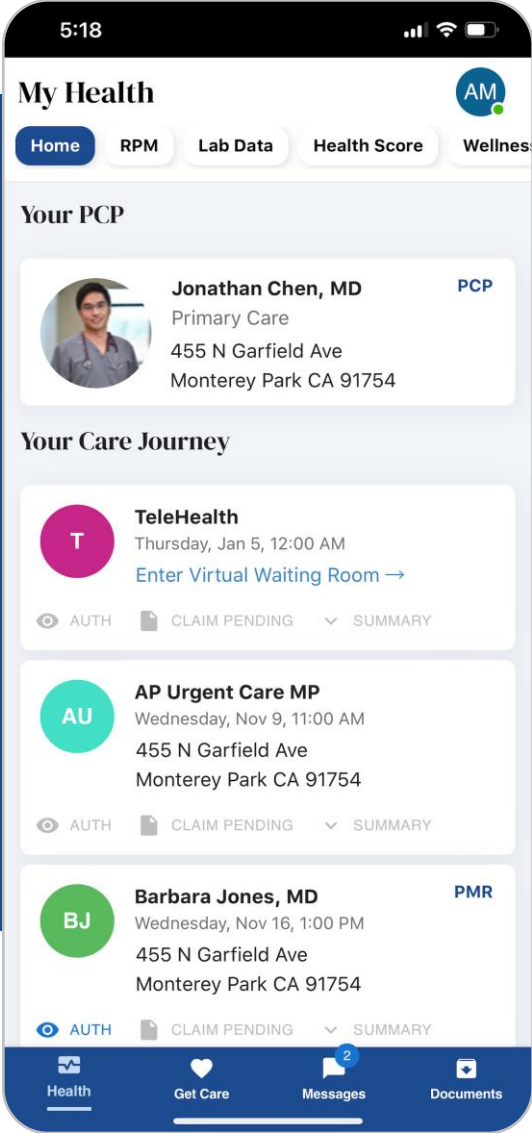 5:18
My Health
AM
Home RPM Lab Data Health Score Wellnes
Your PCP
Jonathan Chen, MD PCP
Primary Care
455 N Garfield Ave
Monterey Park CA 91754
Your Care Journey
T
TeleHealth
Thursday, Jan 5, 12:00 AM
Enter Virtual Waiting Room →
AUTH CLAIM PENDING SUMMARY
AU
AP Urgent Care MP
Wednesday, Nov 9, 11:00 AM
455 N Garfield Ave
Monterey Park CA 91754
AUTH CLAIM PENDING SUMMARY
BJ
Barbara Jones, MD PMR
Wednesday, Nov 16, 1:00 PM
455 N Garfield Ave
Monterey Park CA 91754
AUTH CLAIM PENDING SUMMARY
2
Health Get Care Messages Documents